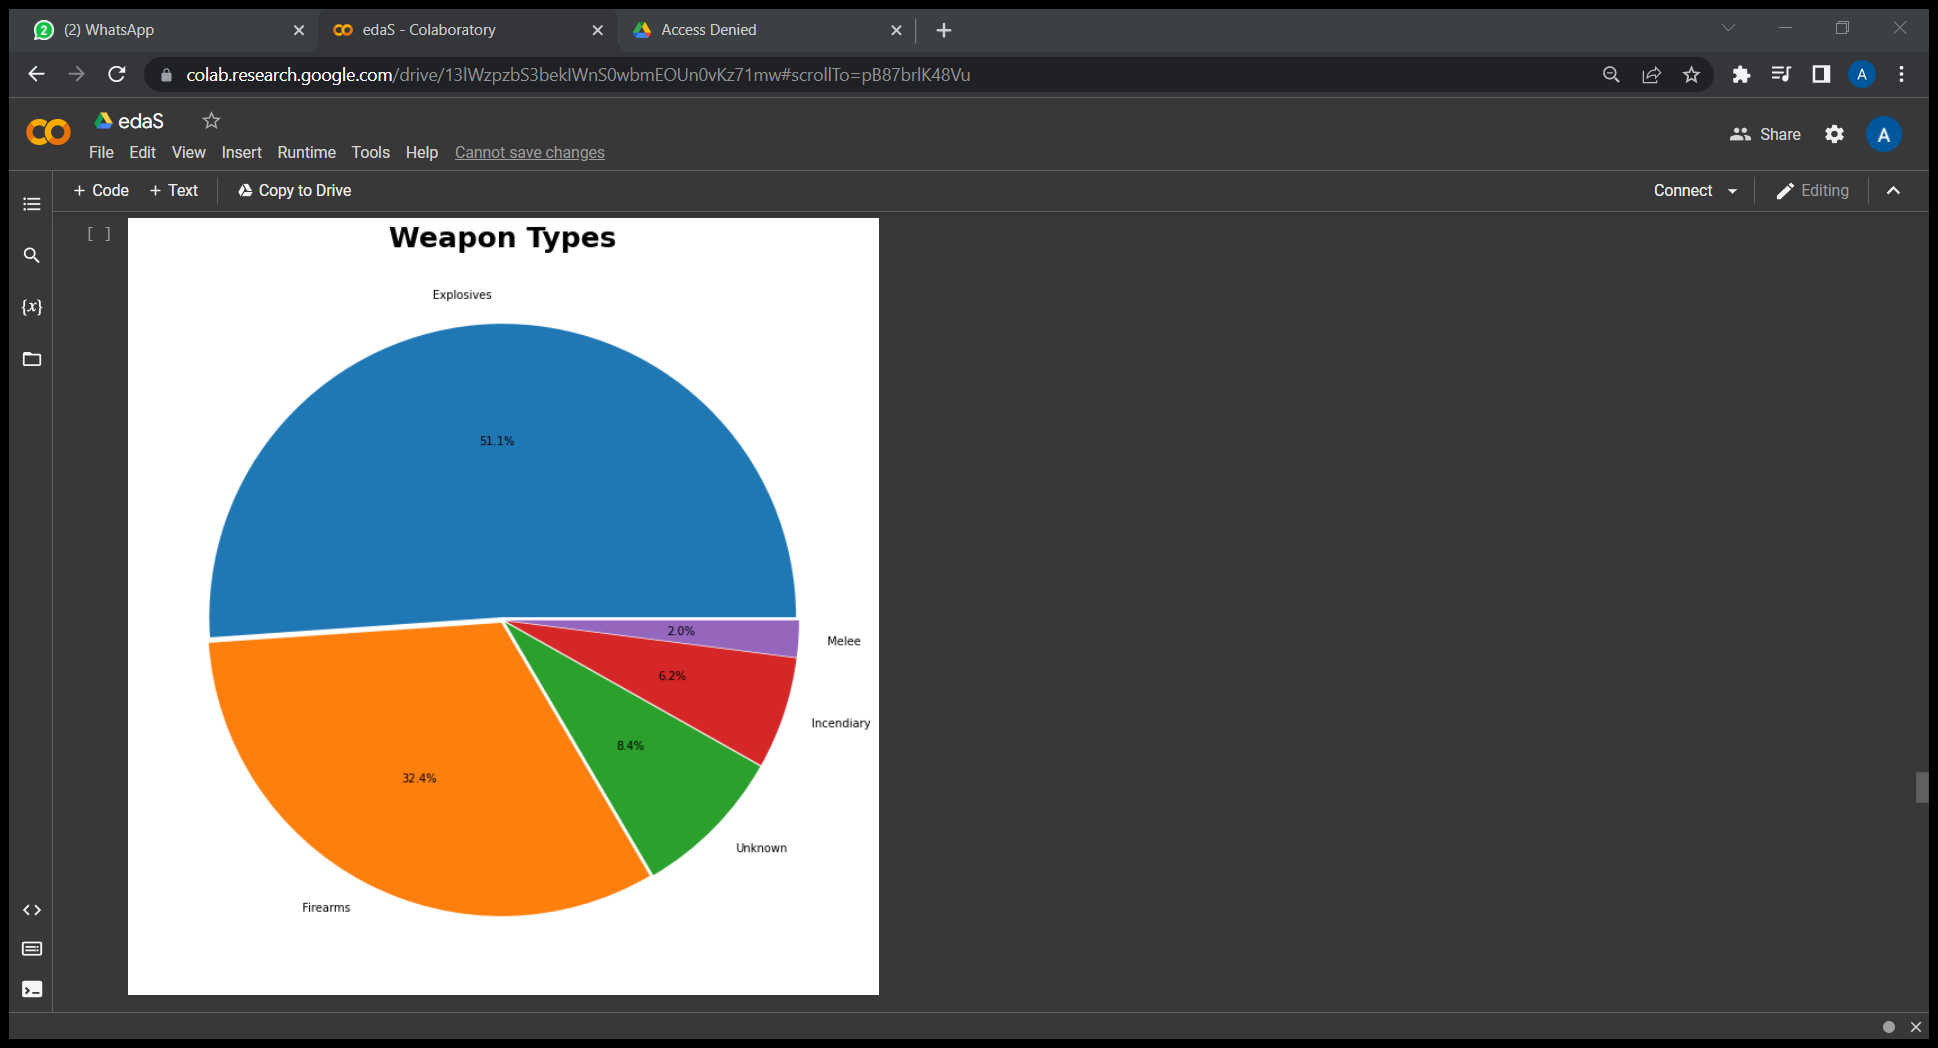 2 (2) WhatsApp
edaS - Colaboratory
Access Denied
colab.research.google.com/drive/13lWzpzbS3bekIWnS0wbmEOUn0vKz71mw#scrollTo=pB87brlK48Vu
A
edaS
Share
A
File Edit View Insert Runtime Tools Help Cannot save changes
+ Code + Text Copy to Drive
Connect
Editing
[ ]
{x}
Weapon Types
Explosives
51.1%
2.0%
Melee
6.2%
Incendiary
8.4%
32.4%
Unknown
Firearms